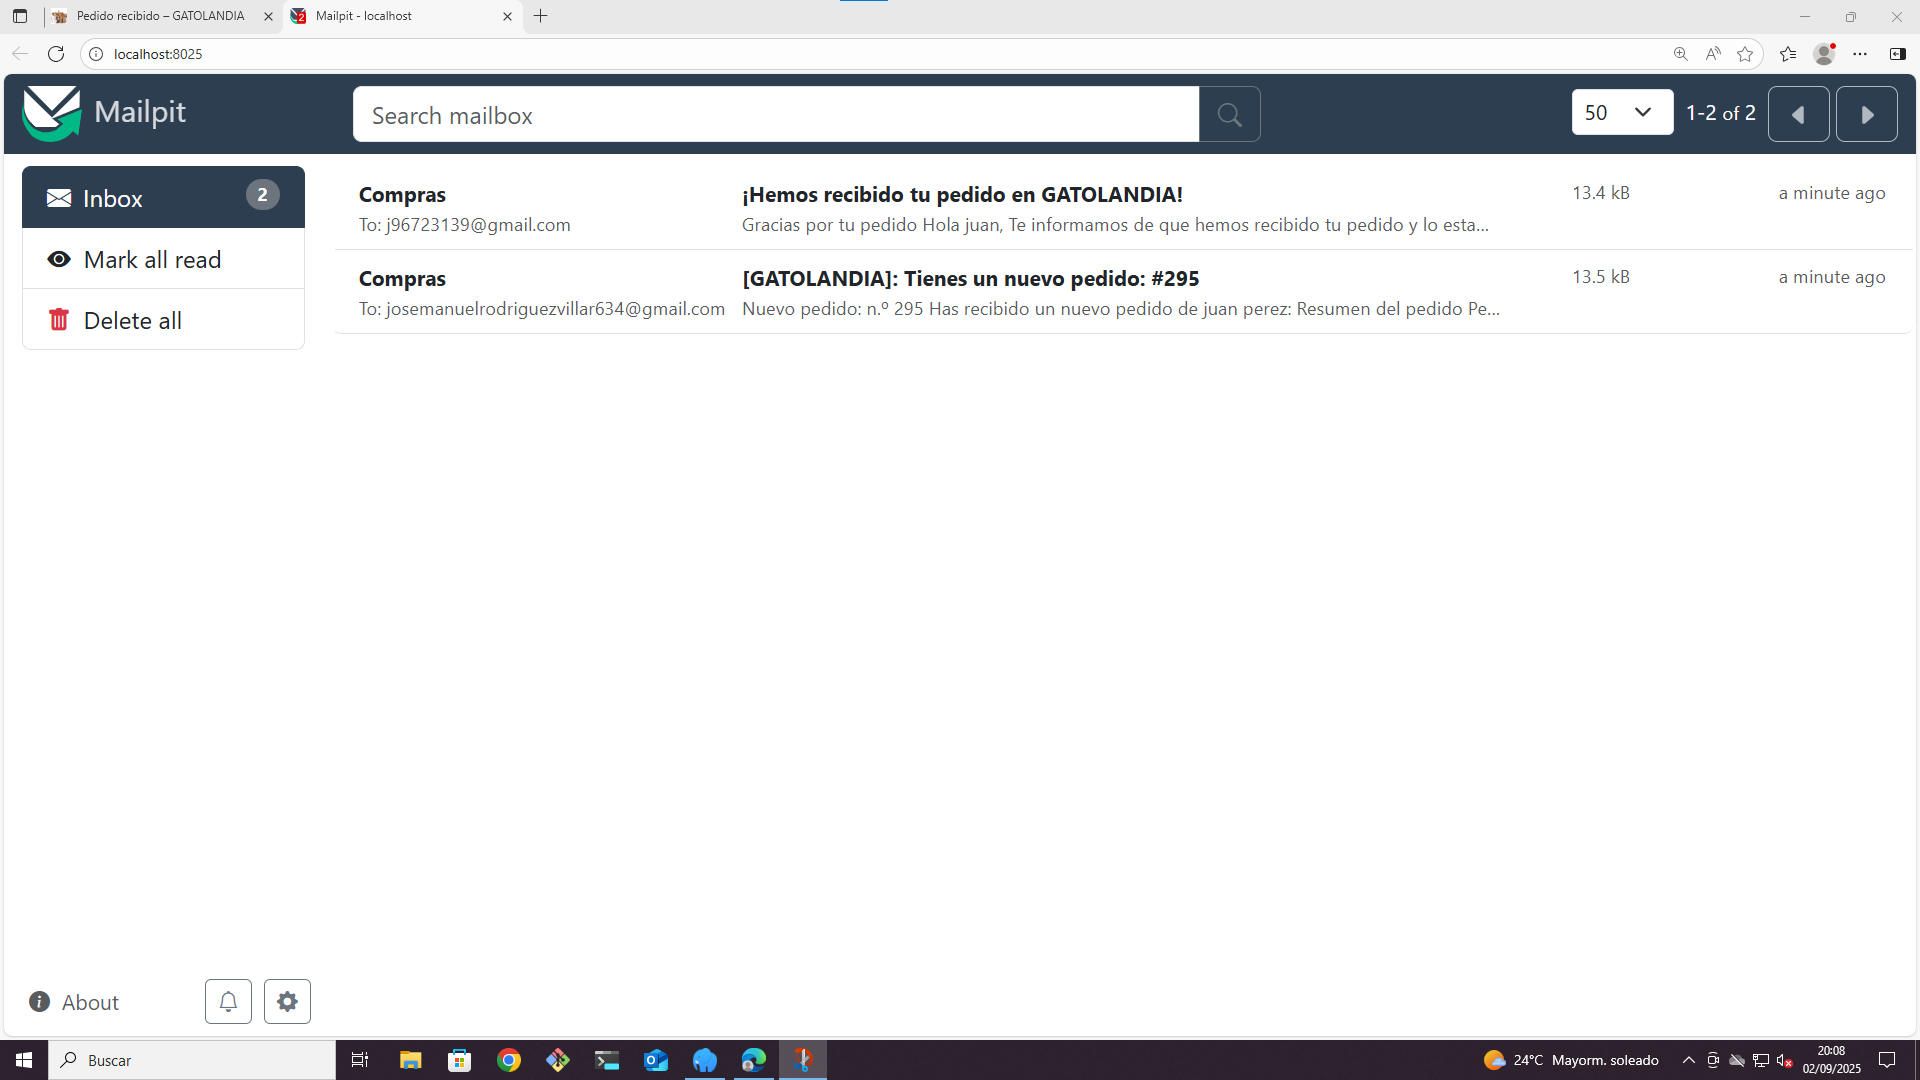 Pedido recibido – GATOLANDIA
Mailpit - localhost
localhost:8025
Mailpit
Search mailbox
50
1-2 of 2
Inbox
2
Mark all read
Delete all
Compras
¡Hemos recibido tu pedido en GATOLANDIA!
13.4 kB
a minute ago
To: j96723139@gmail.com
Gracias por tu pedido Hola juan, Te informamos de que hemos recibido tu pedido y lo esta...
Compras
[GATOLANDIA]: Tienes un nuevo pedido: #295
13.5 kB
a minute ago
To: josemanuelrodriguezvillar634@gmail.com
Nuevo pedido: n.º 295 Has recibido un nuevo pedido de juan perez: Resumen del pedido Pe...
About
Buscar
24°C Mayorm. soleado
20:08
02/09/2025